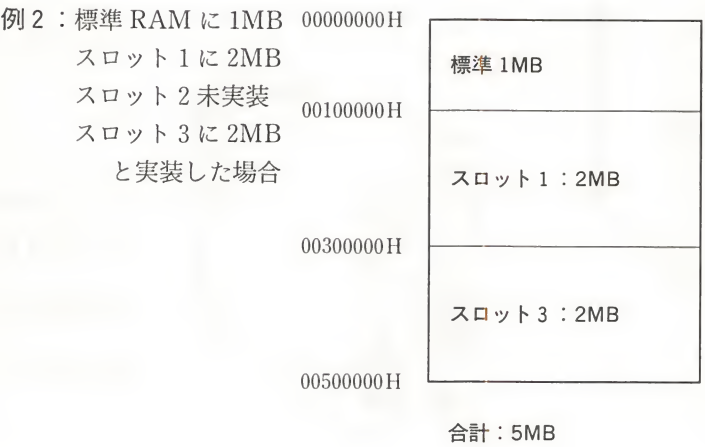 例2：標準 RAM に 1MB
スロット1に 2MB
スロット2未実装
スロット3に 2MB
と実装した場合
00000000H
標準 1MB
00100000H
スロット1：2MB
00300000H
スロット3：2MB
00500000H
合計：5MB